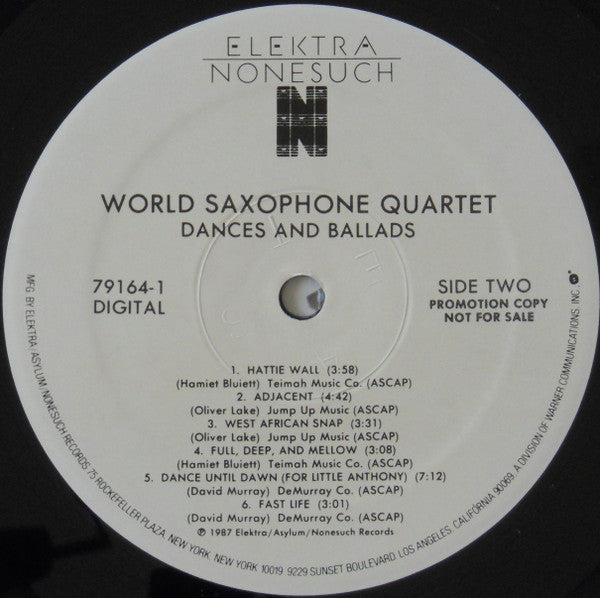 ELEKTRA
NONESUCH
N
WORLD SAXOPHONE QUARTET
DANCES AND BALLADS
79164-1
DIGITAL
SIDE TWO
PROMOTION COPY
NOT FOR SALE
1. HATTIE WALL (3:58)
(Hamiet Bluiett) Teimah Music Co. (ASCAP)
2. ADJACENT (4:42)
(Oliver Lake) Jump Up Music (ASCAP)
3. WEST AFRICAN SNAP (3:31)
(Oliver Lake) Jump Up Music (ASCAP)
4. FULL, DEEP, AND MELLOW (3:08)
(Hamiet Bluiett) Teimah Music Co. (ASCAP)
5. DANCE UNTIL DAWN (FOR LITTLE ANTHONY) (7:12)
(David Murray) DeMurray Co. (ASCAP)
6. FAST LIFE (3:01)
(David Murray) DeMurray Co. (ASCAP)
℗ 1987 Elektra/Asylum/Nonesuch Records
MFG. BY ELEKTRA/ASYLUM/NONESUCH RECORDS 75 ROCKEFELLER PLAZA, NEW YORK, NEW YORK 10019 9229 SUNSET BOULEVARD, LOS ANGELES, CALIFORNIA 90069. A DIVISION OF WARNER COMMUNICATIONS, INC.